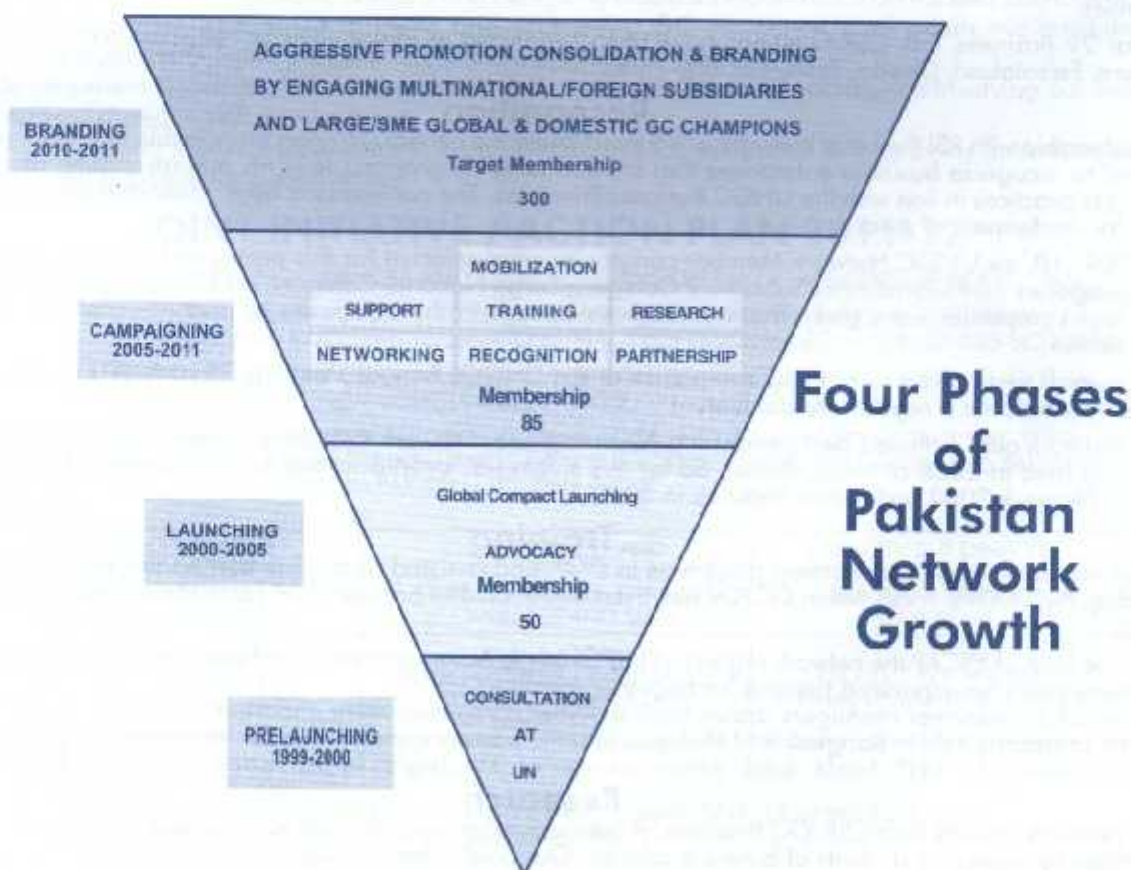 AGGRESSIVE PROMOTION CONSOLIDATION & BRANDING
BY ENGAGING MULTINATIONAL/FOREIGN SUBSIDIARIES
AND LARGE/SME GLOBAL & DOMESTIC GC CHAMPIONS
Target Membership
300
BRANDING
2010-2011
MOBILIZATION
SUPPORT TRAINING RESEARCH
NETWORKING RECOGNITION PARTNERSHIP
Membership
85
CAMPAIGNING
2005-2011
Global Compact Launching
ADVOCACY
Membership
50
LAUNCHING
2000-2005
CONSULTATION
AT
UN
PRELAUNCHING
1999-2000
Four Phases
of
Pakistan
Network
Growth